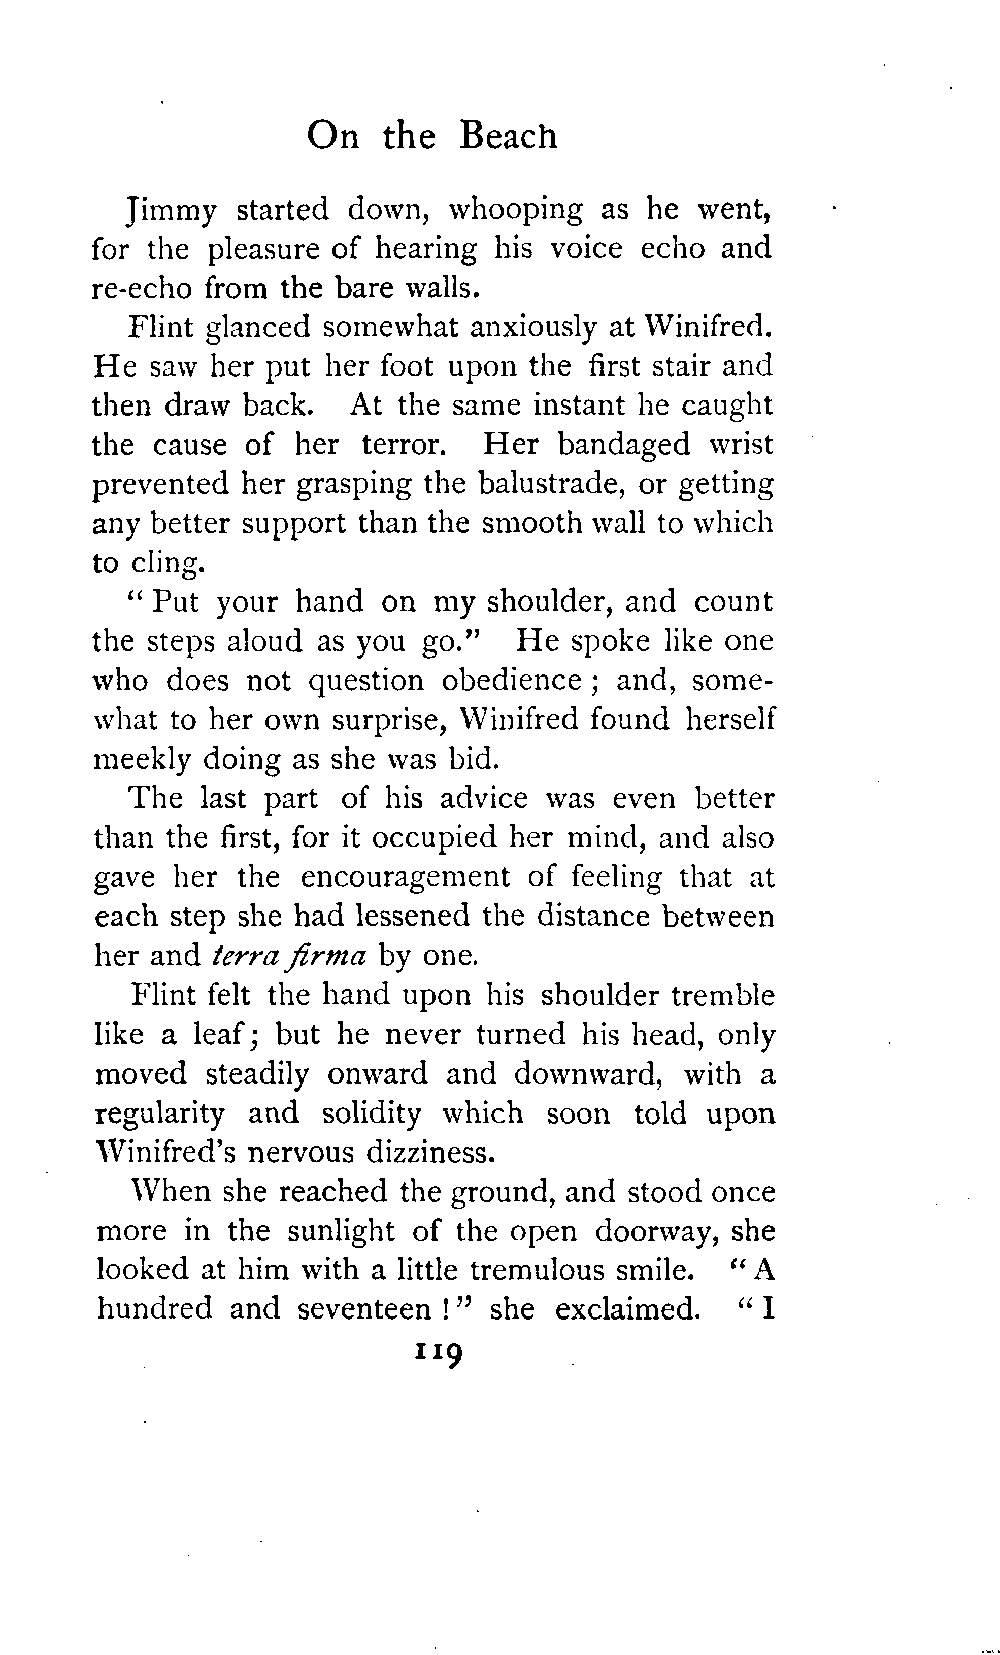 On the Beach
Jimmy started down, whooping as he went,
for the pleasure of hearing his voice echo and
re-echo from the bare walls.
Flint glanced somewhat anxiously at Winifred.
He saw her put her foot upon the first stair and
then draw back. At the same instant he caught
the cause of her terror. Her bandaged wrist
prevented her grasping the balustrade, or getting
any better support than the smooth wall to which
to cling.
“ Put your hand on my shoulder, and count
the steps aloud as you go.” He spoke like one
who does not question obedience ; and, some-
what to her own surprise, Winifred found herself
meekly doing as she was bid.
The last part of his advice was even better
than the first, for it occupied her mind, and also
gave her the encouragement of feeling that at
each step she had lessened the distance between
her and terra firma by one.
Flint felt the hand upon his shoulder tremble
like a leaf; but he never turned his head, only
moved steadily onward and downward, with a
regularity and solidity which soon told upon
Winifred's nervous dizziness.
When she reached the ground, and stood once
more in the sunlight of the open doorway, she
looked at him with a little tremulous smile. “ A
hundred and seventeen !” she exclaimed. “ I
119